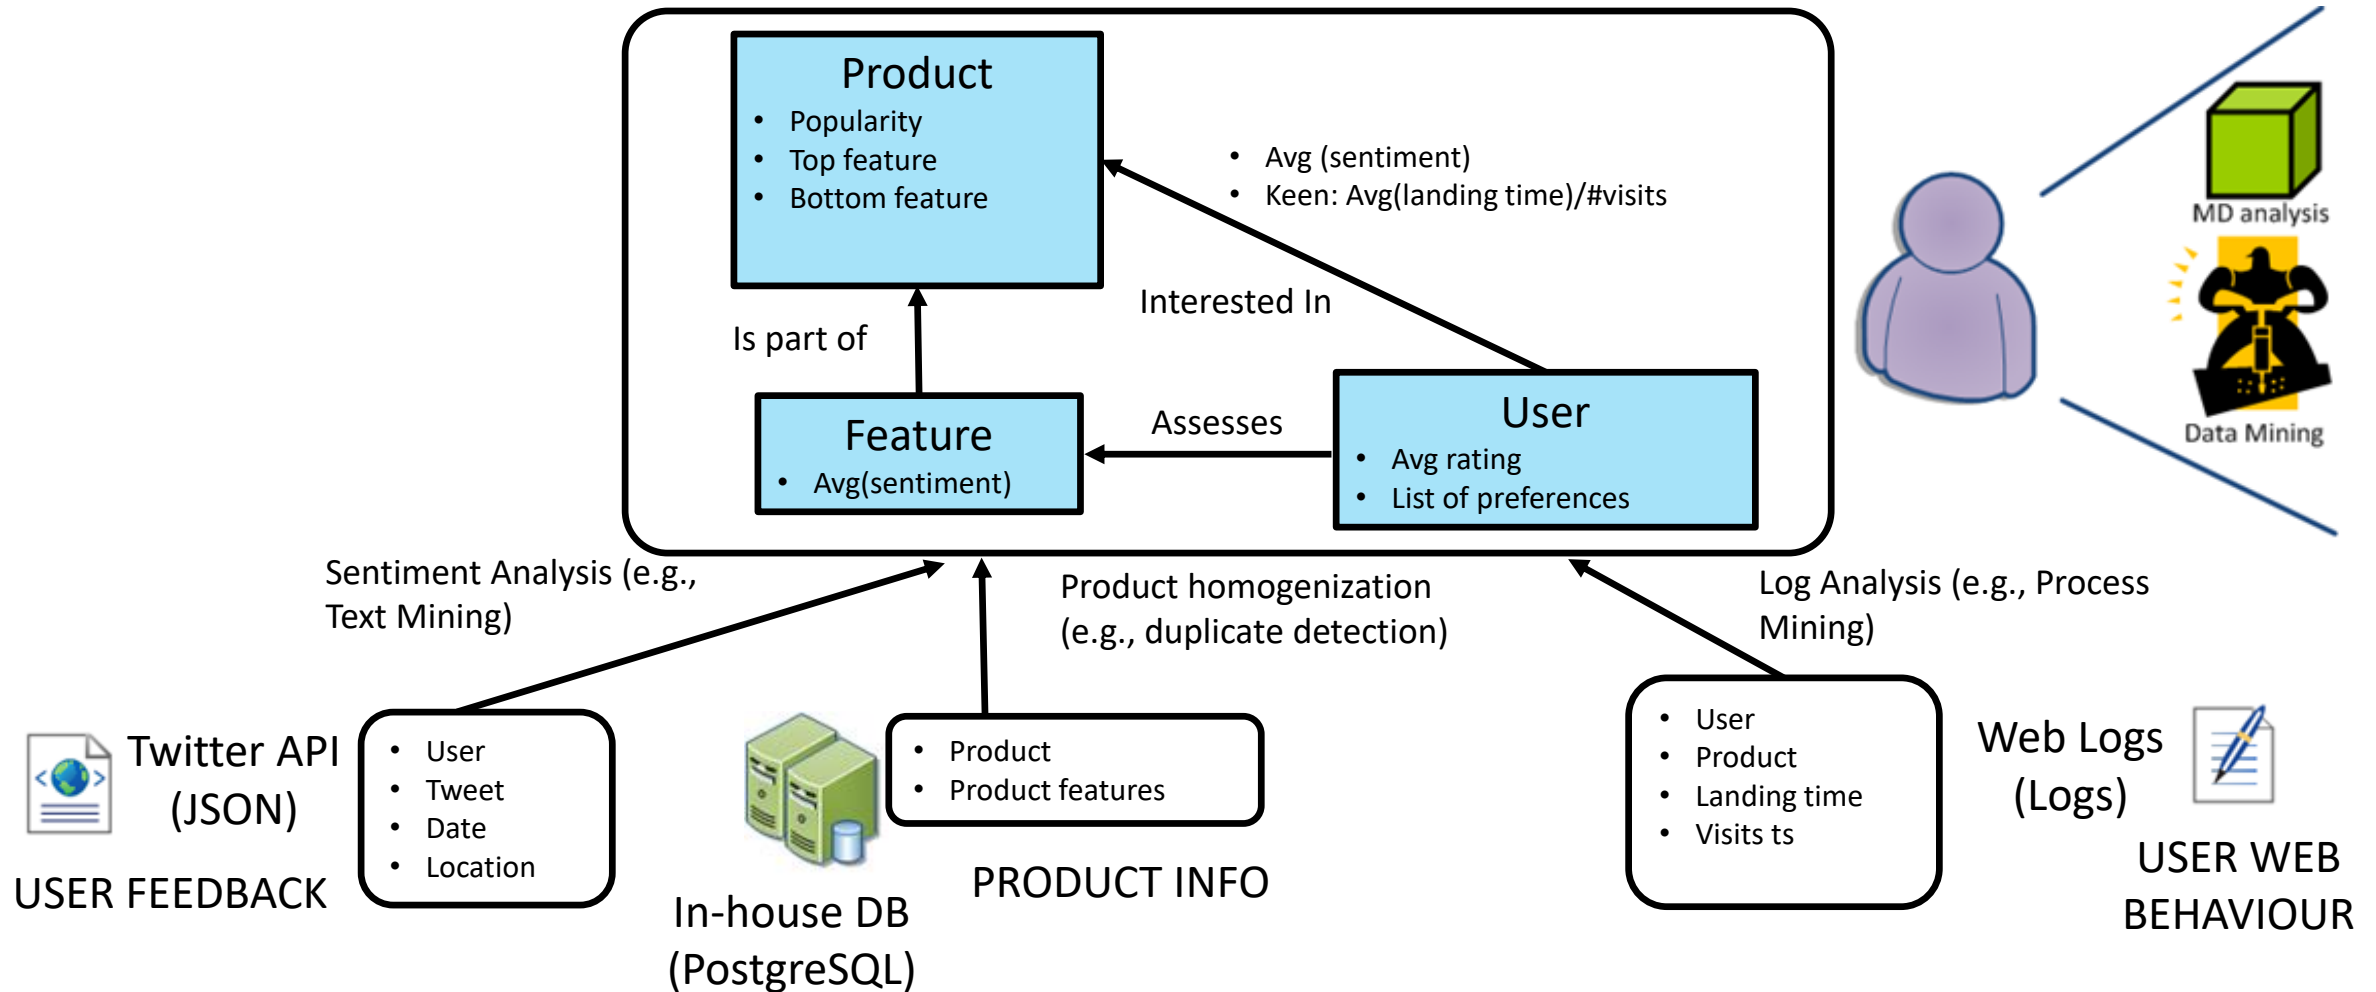 Product
• Popularity
• Top feature
• Bottom feature
• Avg (sentiment)
• Keen: Avg(landing time)/#visits
MD analysis
Interested In
Is part of
Feature
• Avg(sentiment)
Assesses
User
• Avg rating
• List of preferences
Data Mining
Sentiment Analysis (e.g.,
Text Mining)
Product homogenization
(e.g., duplicate detection)
Log Analysis (e.g., Process
Mining)
Twitter API
(JSON)
USER FEEDBACK
• User
• Tweet
• Date
• Location
In-house DB
(PostgreSQL)
• Product
• Product features
PRODUCT INFO
• User
• Product
• Landing time
• Visits ts
Web Logs
(Logs)
USER WEB
BEHAVIOUR